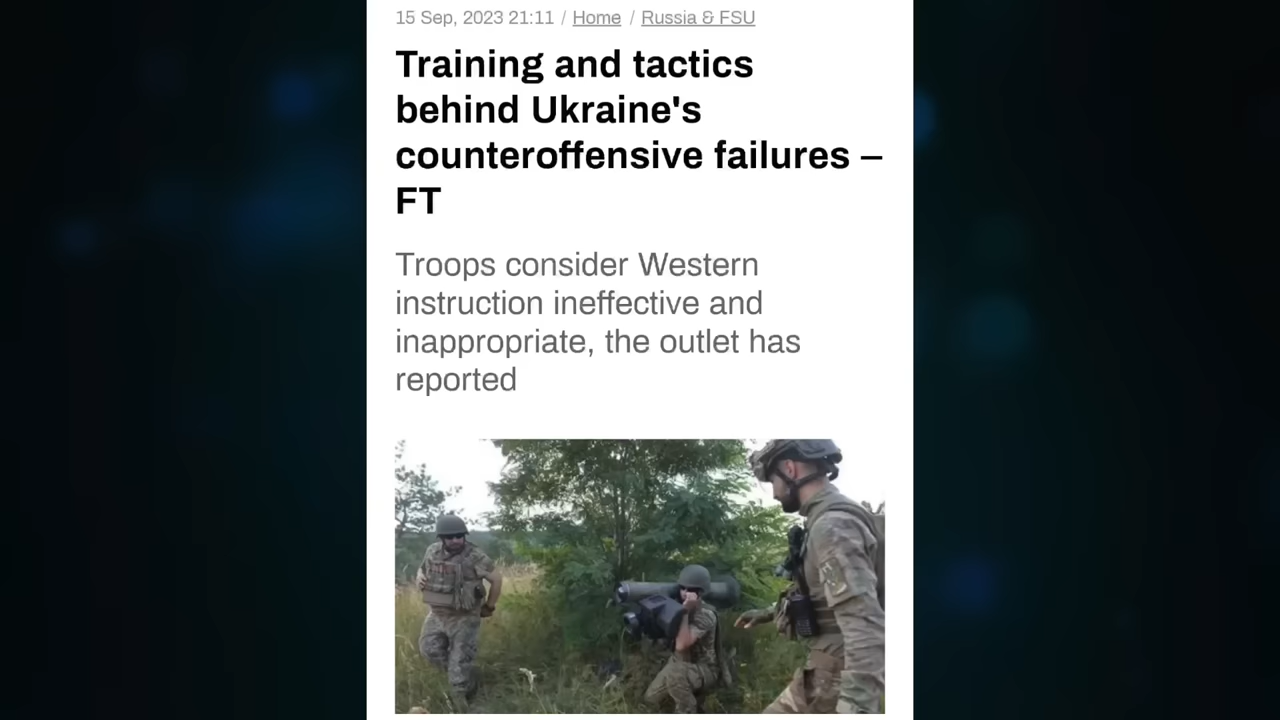 15 Sep, 2023 21:11 / Home / Russia & FSU
Training and tactics
behind Ukraine's
counteroffensive failures –
FT
Troops consider Western
instruction ineffective and
inappropriate, the outlet has
reported